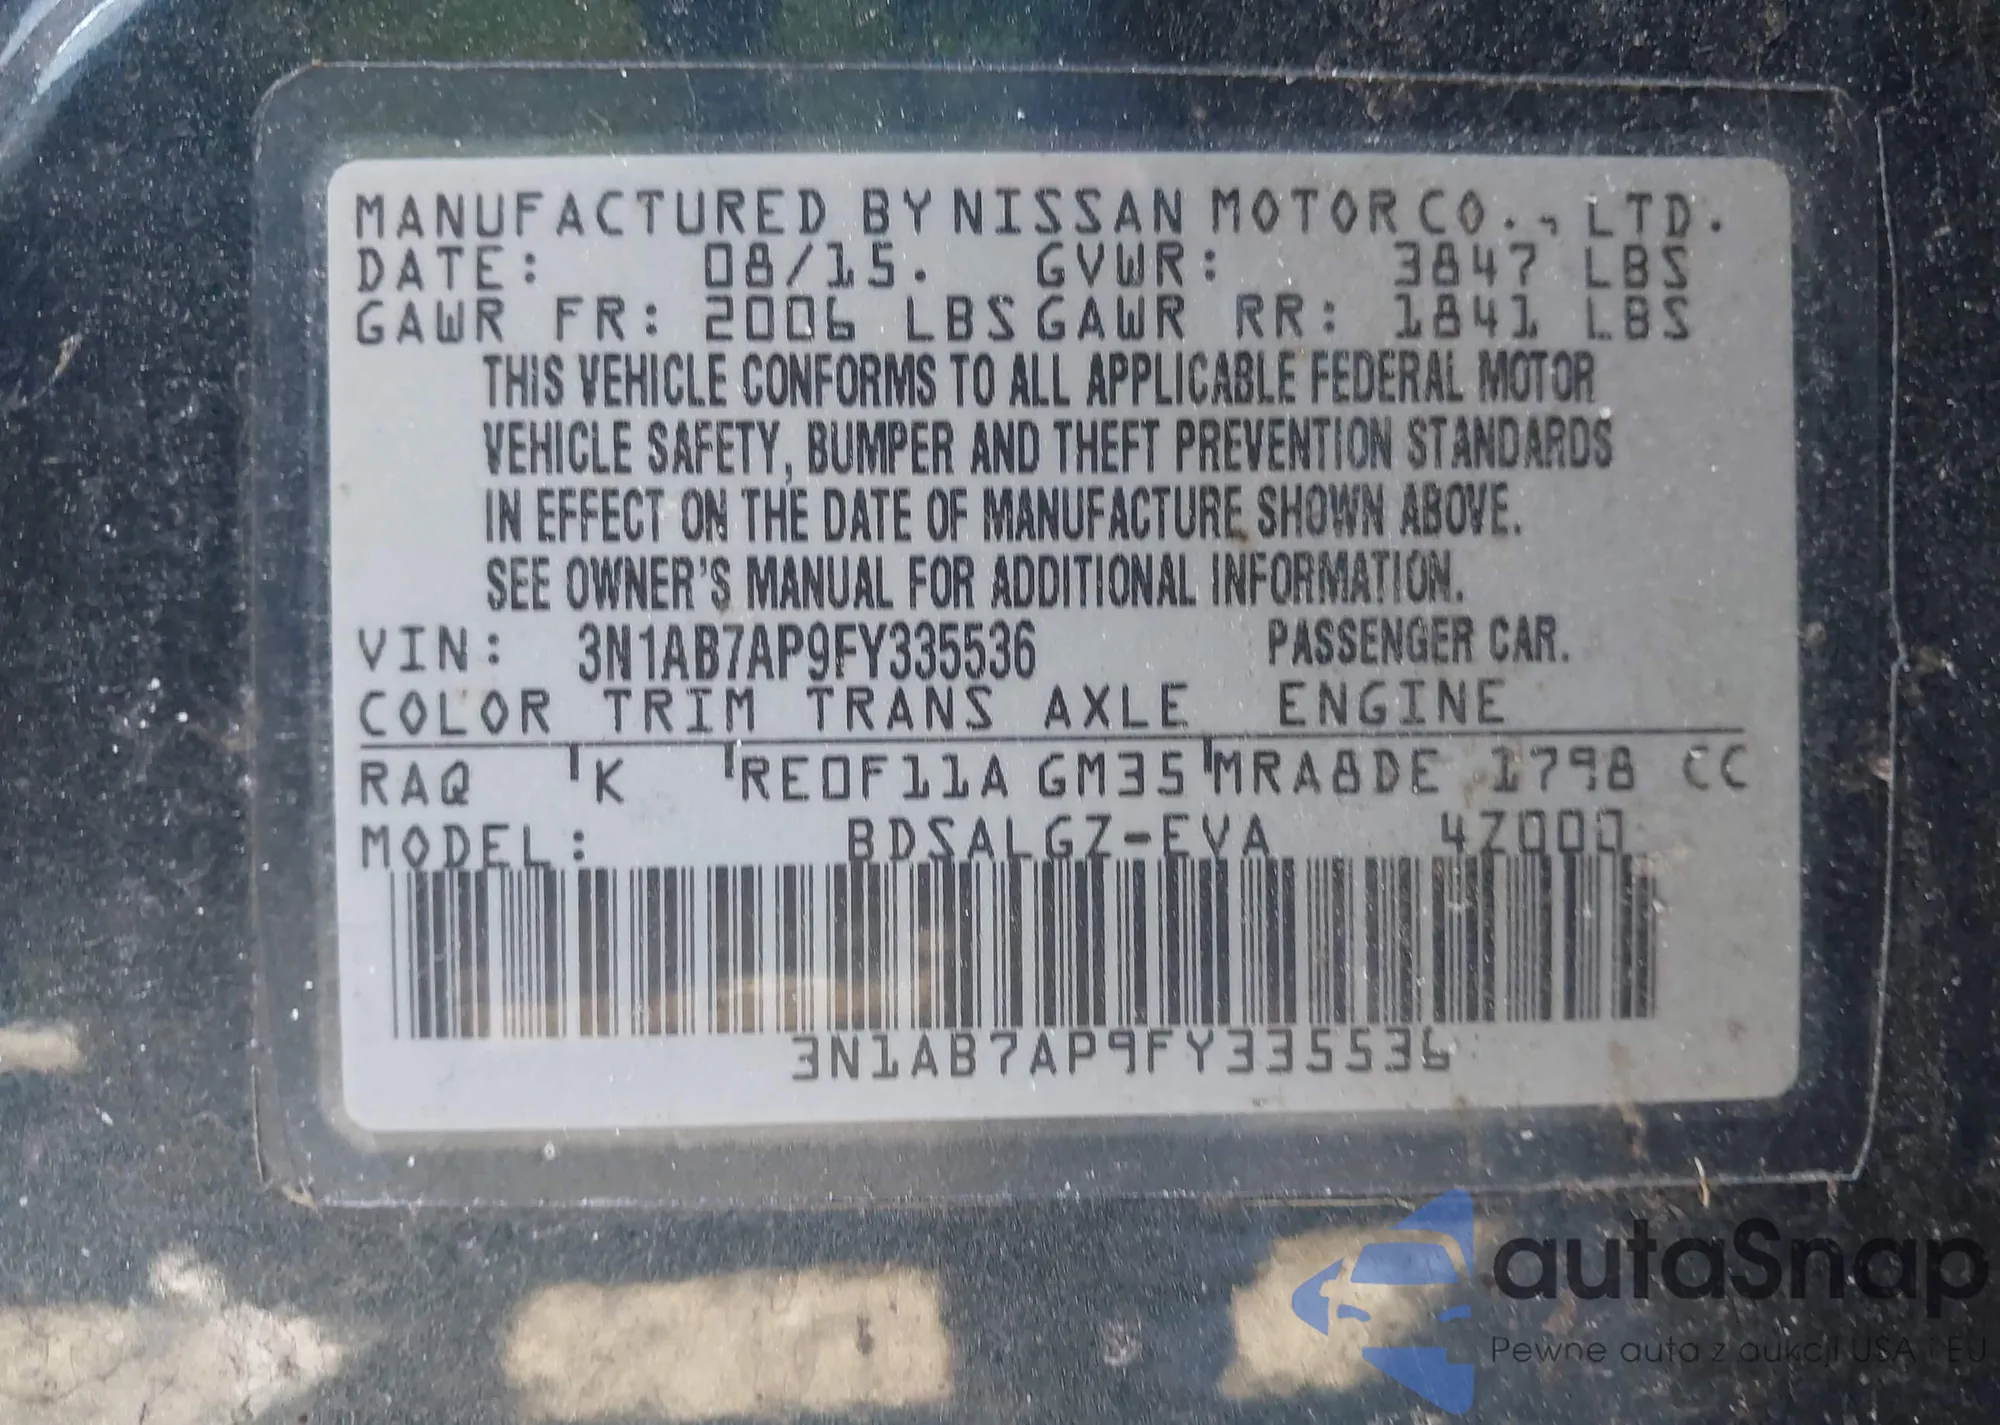 MANUFACTURED BY NISSAN MOTOR CO., LTD.
DATE: 08/15. GVWR: 3847 LBS
GAWR FR: 2006 LBS GAWR RR: 1841 LBS
THIS VEHICLE CONFORMS TO ALL APPLICABLE FEDERAL MOTOR
VEHICLE SAFETY, BUMPER AND THEFT PREVENTION STANDARDS
IN EFFECT ON THE DATE OF MANUFACTURE SHOWN ABOVE.
SEE OWNER'S MANUAL FOR ADDITIONAL INFORMATION.
VIN: 3N1AB7AP9FY335536 PASSENGER CAR.
COLOR TRIM TRANS AXLE ENGINE
RAQ K RE0F11A GM35 MRA8DE 1798 CC
MODEL: BDSALGZ-EVA 4Z000
3N1AB7AP9FY335536
autaSnap
Pewne auta z aukcji USA i EU